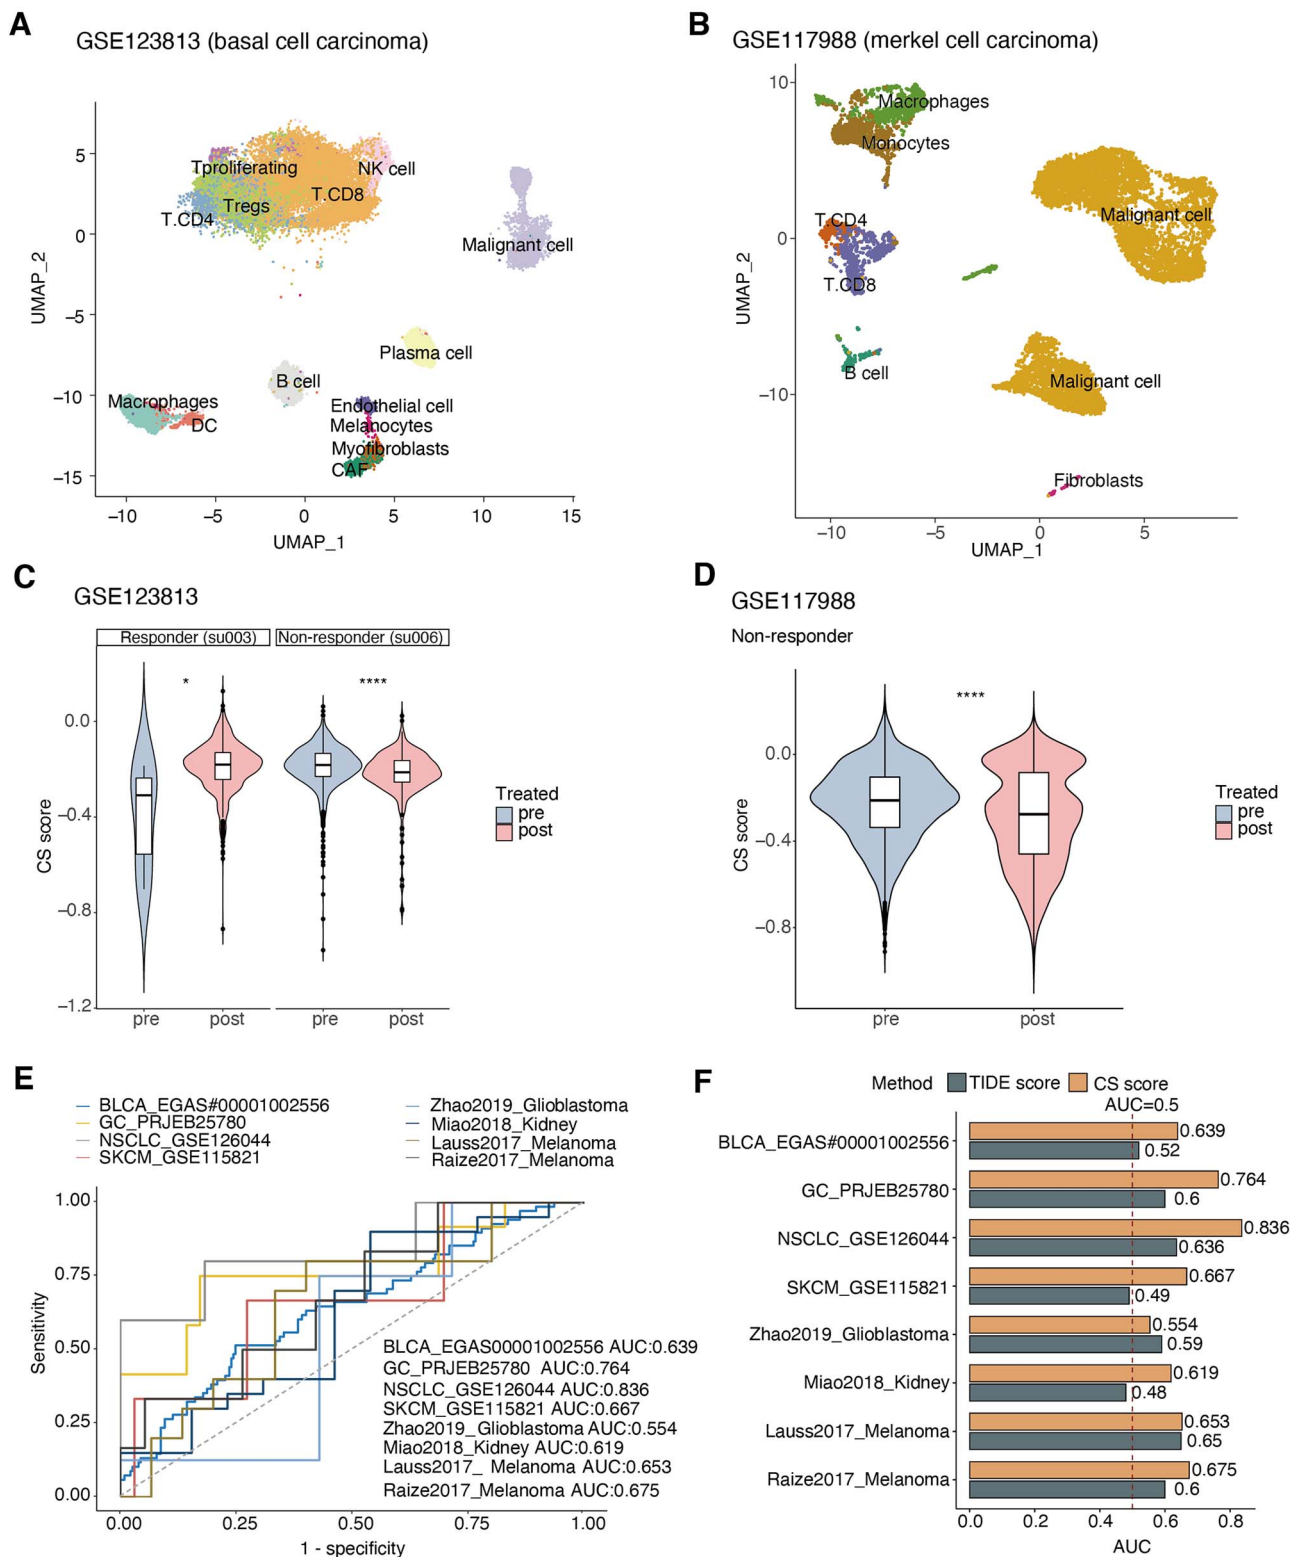 A
GSE123813 (basal cell carcinoma)
Tproliferating
NK cell
T.CD8
Tregs
T.CD4
Malignant cell
Plasma cell
B cell
Macrophages
DC
Endothelial cell
Melanocytes
Myofibroblasts
CAF
5
0
−5
−10
−15
UMAP_2
−10
−5
0
5
10
15
UMAP_1
B
GSE117988 (merkel cell carcinoma)
Macrophages
Monocytes
T.CD4
T.CD8
Malignant cell
B cell
Malignant cell
Fibroblasts
10
0
−10
UMAP_2
−10
−5
0
5
UMAP_1
C
GSE123813
Responder (su003)
Non-responder (su006)
*
****
0.0
−0.4
−0.8
−1.2
CS score
pre
post
pre
post
Treated
pre
post
D
GSE117988
Non-responder
****
0.0
−0.4
−0.8
CS score
pre
post
Treated
pre
post
E
BLCA_EGAS#00001002556
GC_PRJEB25780
NSCLC_GSE126044
SKCM_GSE115821
Zhao2019_Glioblastoma
Miao2018_Kidney
Lauss2017_Melanoma
Raize2017_Melanoma
1.00
0.75
0.50
0.25
0.00
Sensitivity
BLCA_EGAS00001002556 AUC:0.639
GC_PRJEB25780 AUC:0.764
NSCLC_GSE126044 AUC:0.836
SKCM_GSE115821 AUC:0.667
Zhao2019_Glioblastoma AUC:0.554
Miao2018_Kidney AUC:0.619
Lauss2017_ Melanoma AUC:0.653
Raize2017_Melanoma AUC:0.675
0.00
0.25
0.50
0.75
1.00
1 - specificity
F
Method TIDE score CS score
AUC=0.5
BLCA_EGAS#00001002556
0.639
0.52
GC_PRJEB25780
0.764
0.6
NSCLC_GSE126044
0.836
0.636
SKCM_GSE115821
0.667
0.49
Zhao2019_Glioblastoma
0.554
0.59
Miao2018_Kidney
0.619
0.48
Lauss2017_Melanoma
0.653
0.65
Raize2017_Melanoma
0.675
0.6
0.0
0.2
0.4
0.6
0.8
AUC